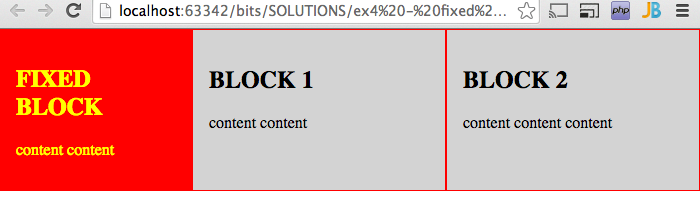 localhost:63342/bits/SOLUTIONS/ex4%20-%20fixed%2...
php
JB
FIXED
BLOCK
content content
BLOCK 1
content content
BLOCK 2
content content content